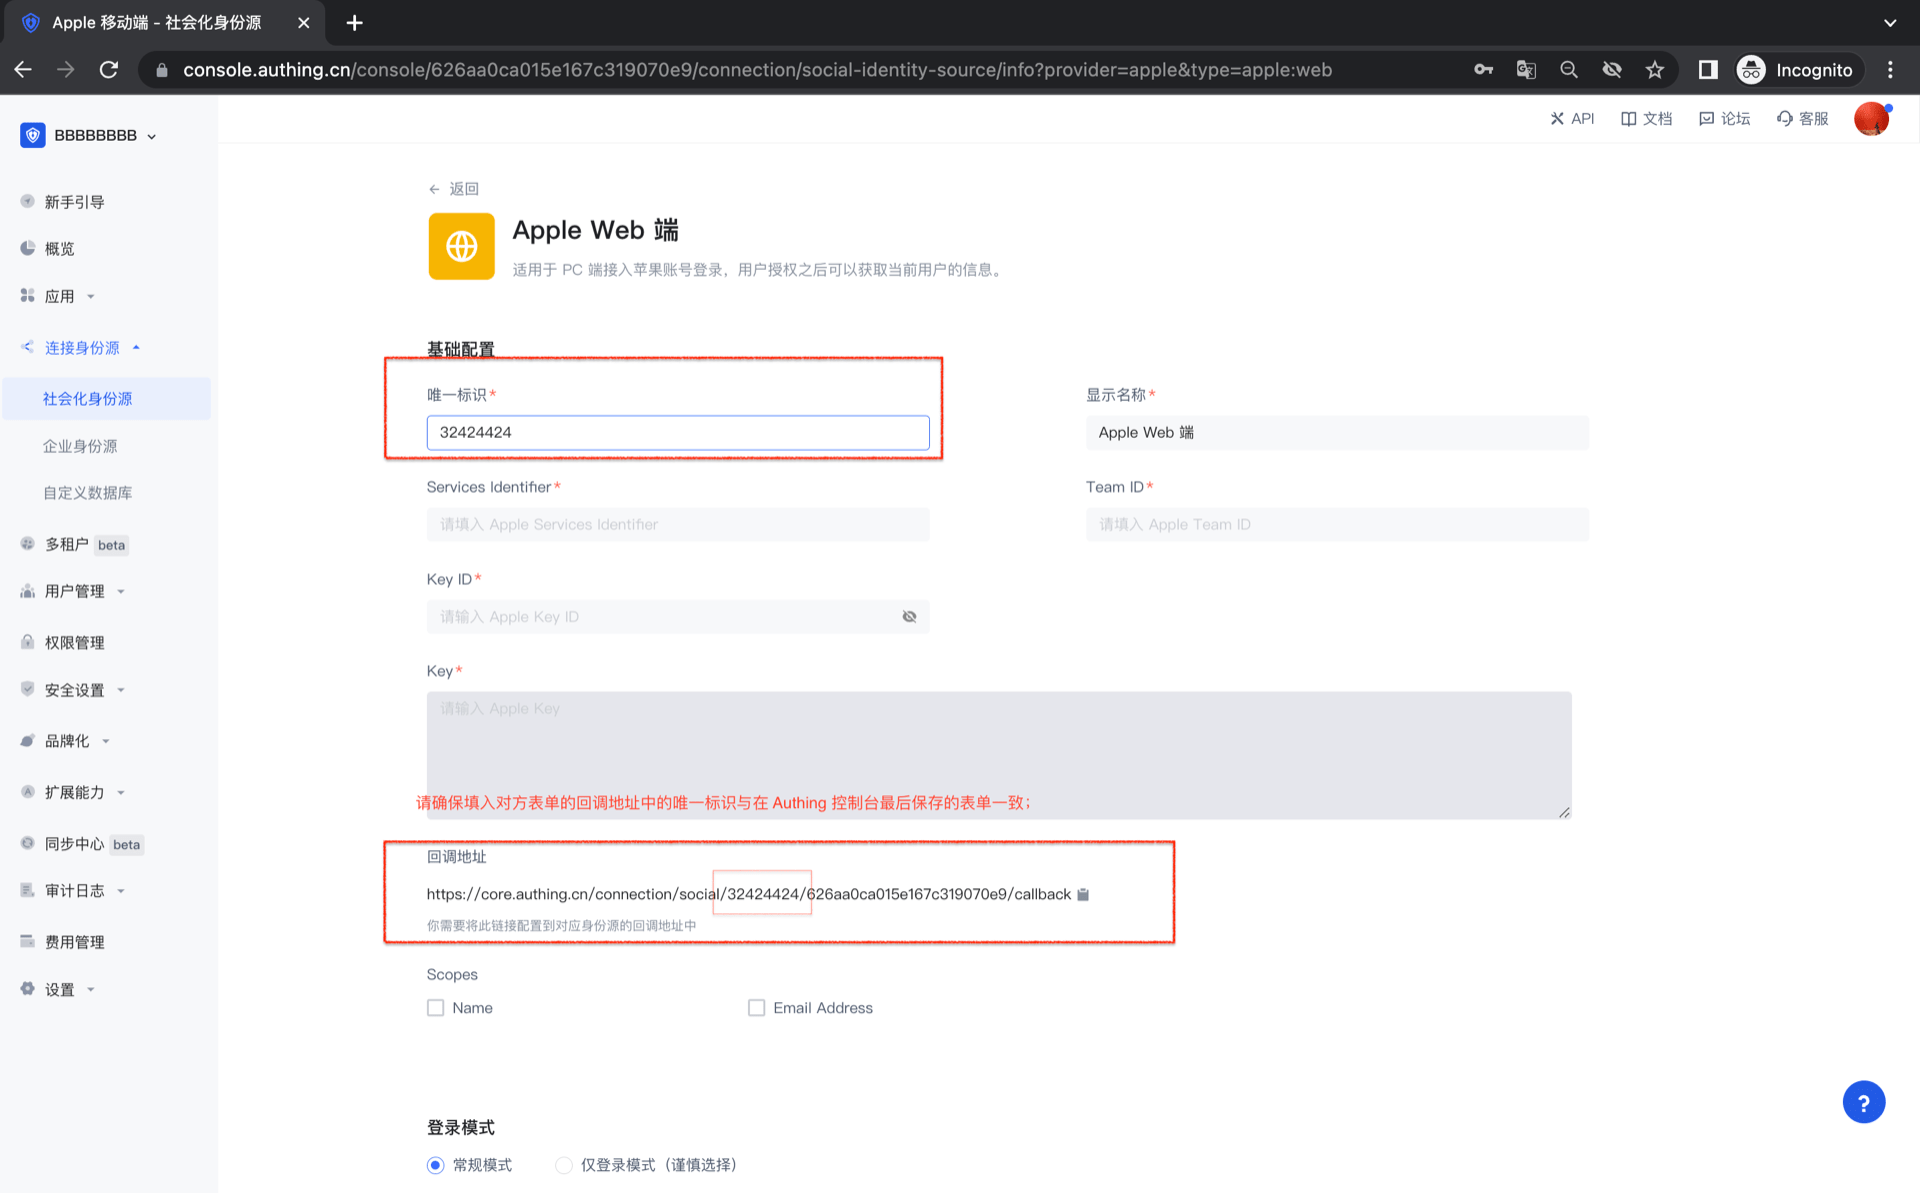 Apple 移动端 - 社会化身份源
console.authing.cn/console/626aa0ca015e167c319070e9/connection/social-identity-source/info?provider=apple&type=apple:web
Incognito
BBBBBBBB
API
文档
论坛
客服
新手引导
概览
应用
连接身份源
社会化身份源
企业身份源
自定义数据库
多租户 beta
用户管理
权限管理
安全设置
品牌化
扩展能力
同步中心 beta
审计日志
费用管理
设置
返回
Apple Web 端
适用于 PC 端接入苹果账号登录，用户授权之后可以获取当前用户的信息。
基础配置
唯一标识*
32424424
显示名称*
Apple Web 端
Services Identifier*
请填入 Apple Services Identifier
Team ID*
请填入 Apple Team ID
Key ID*
请输入 Apple Key ID
Key*
请输入 Apple Key
请确保填入对方表单的回调地址中的唯一标识与在 Authing 控制台最后保存的表单一致；
回调地址
https://core.authing.cn/connection/social/32424424/626aa0ca015e167c319070e9/callback
你需要将此链接配置到对应身份源的回调地址中
Scopes
Name
Email Address
登录模式
常规模式
仅登录模式（谨慎选择）
?